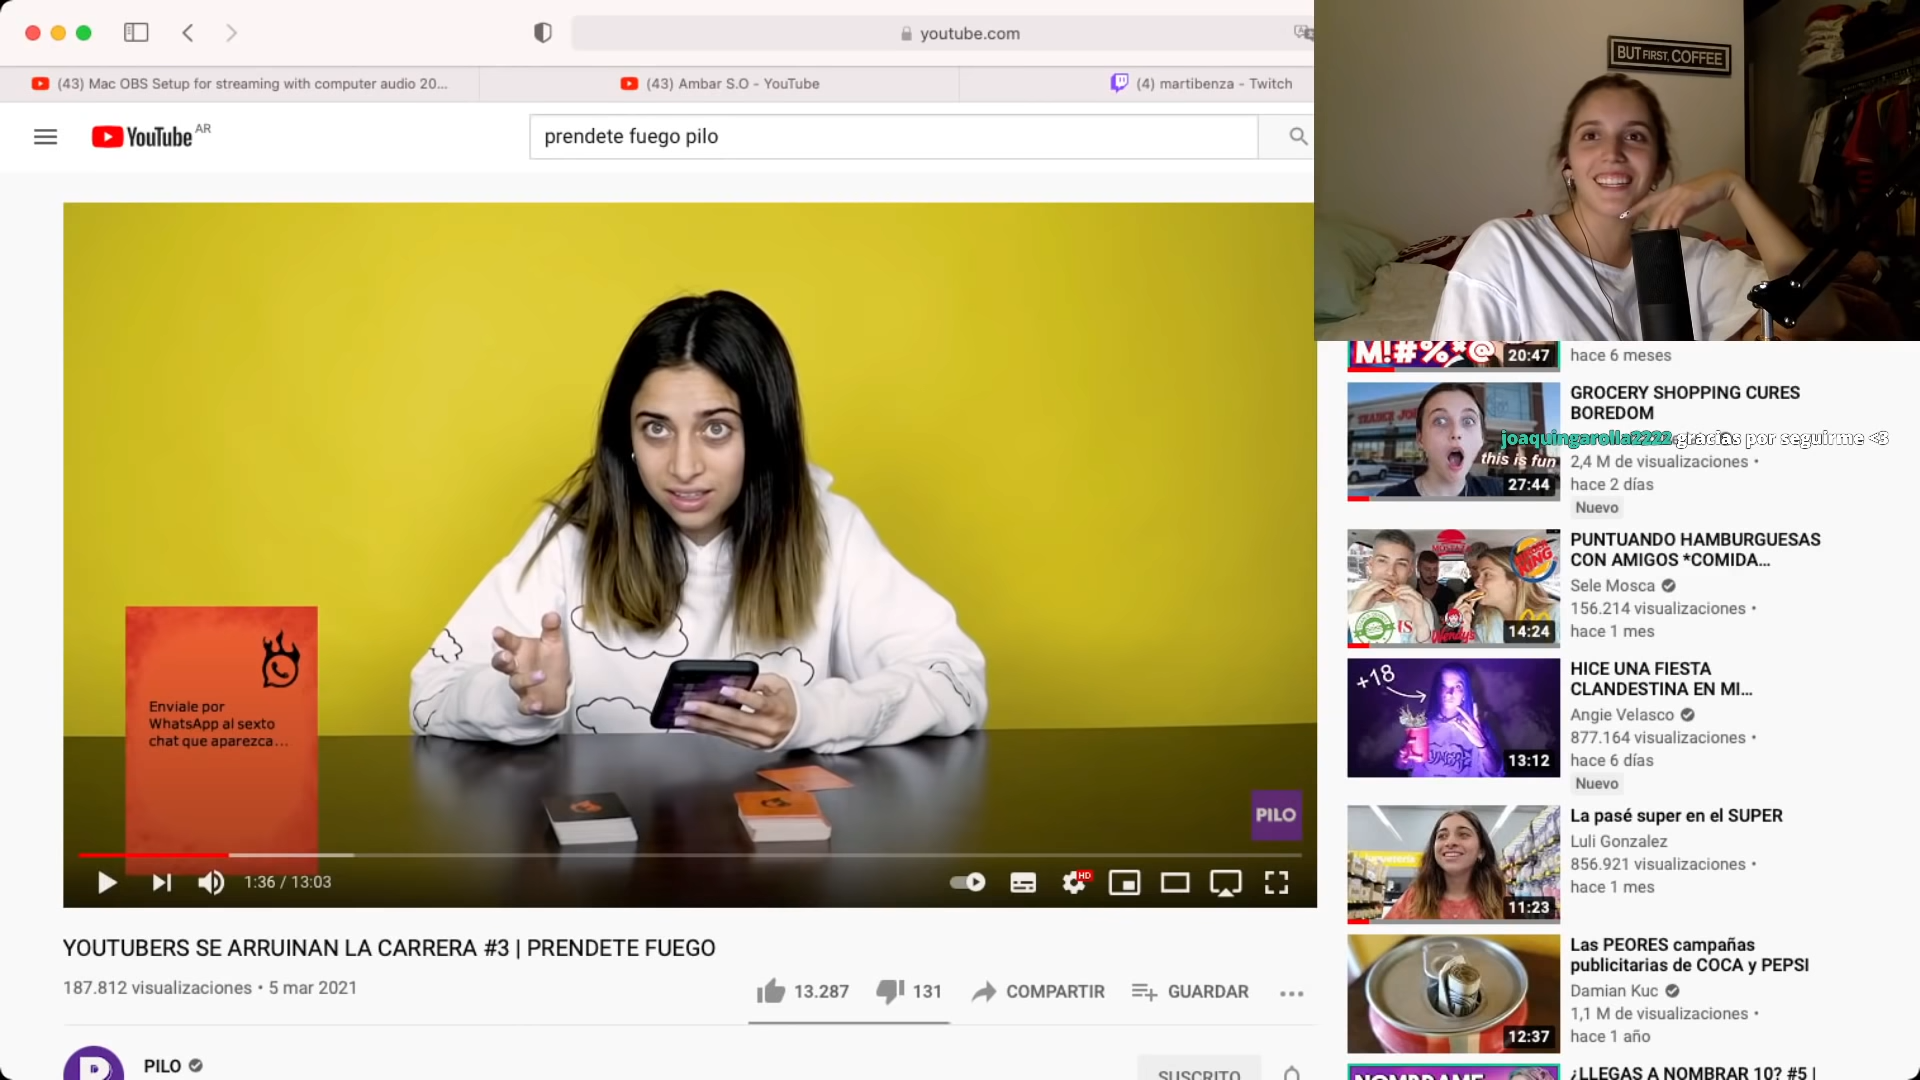 youtube.com
(43) Mac OBS Setup for streaming with computer audio 20...
(43) Ambar S.O - YouTube
(4) martibenza - Twitch
YouTube AR
prendete fuego pilo
BUT FIRST, COFFEE
M!#%*@
20:47
hace 6 meses
GROCERY SHOPPING CURES
BOREDOM
joaquingarolla2222 gracias por seguirme <3
this is fun
2,4 M de visualizaciones •
hace 2 días
27:44
Nuevo
PUNTUANDO HAMBURGUESAS
CON AMIGOS *COMIDA...
Sele Mosca
156.214 visualizaciones •
hace 1 mes
MOSTAZA
BURGER KING
Wendy's
14:24
HICE UNA FIESTA
CLANDESTINA EN MI...
Angie Velasco
877.164 visualizaciones •
hace 6 días
Nuevo
+18
13:12
La pasé super en el SUPER
Luli Gonzalez
856.921 visualizaciones •
hace 1 mes
11:23
Las PEORES campañas
publicitarias de COCA y PEPSI
Damian Kuc
1,1 M de visualizaciones •
hace 1 año
12:37
¿LLEGAS A NOMBRAR 10? #5 |
Enviale por
WhatsApp al sexto
chat que aparezca...
PILO
1:36 / 13:03
HD
YOUTUBERS SE ARRUINAN LA CARRERA #3 | PRENDETE FUEGO
187.812 visualizaciones • 5 mar 2021
13.287
131
COMPARTIR
GUARDAR
PILO
SUSCRITO